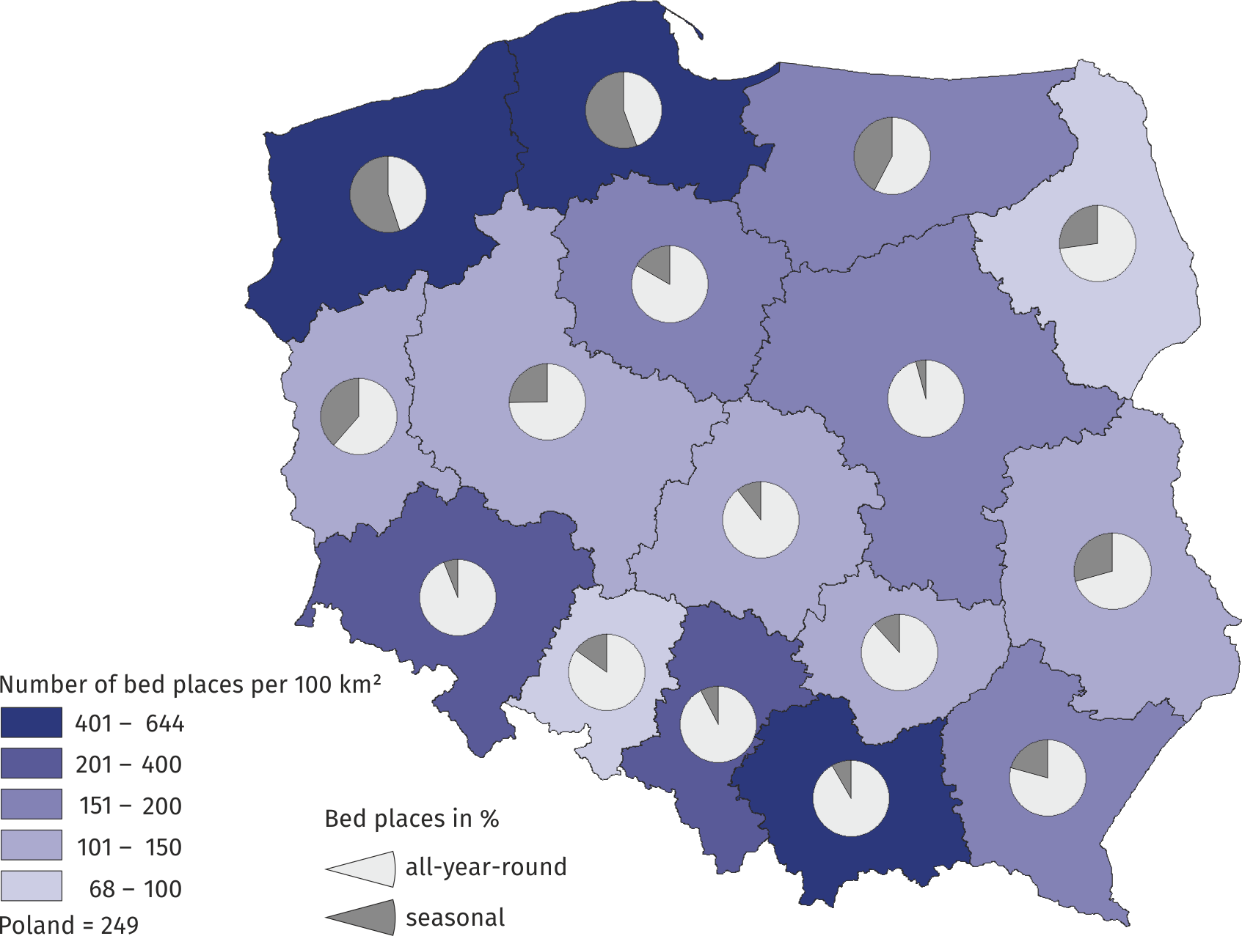 Number of bed places per 100 km²
401 – 644
201 – 400
151 – 200
101 – 150
68 – 100
Poland = 249
Bed places in %
all-year-round
seasonal